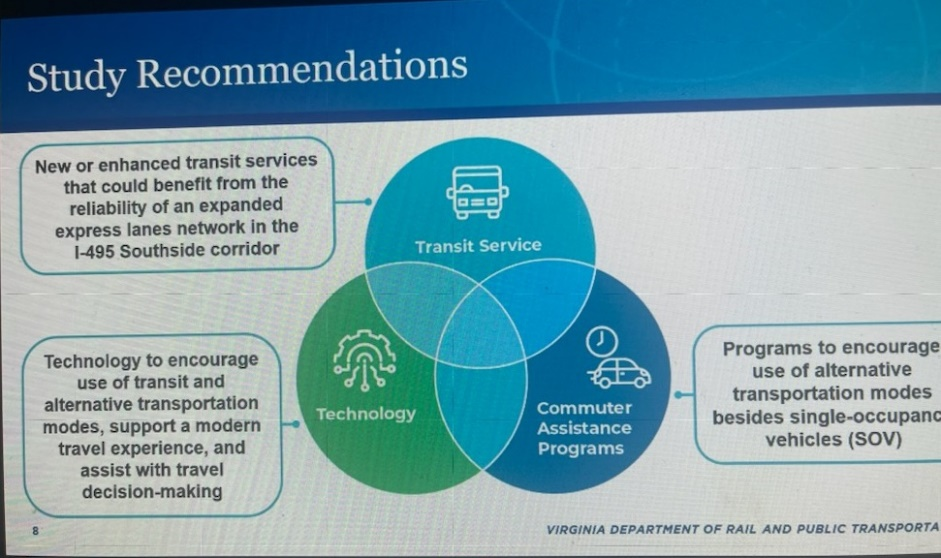 Study Recommendations
New or enhanced transit services
that could benefit from the
reliability of an expanded
express lanes network in the
I-495 Southside corridor
Transit Service
Technology to encourage
use of transit and
alternative transportation
modes, support a modern
travel experience, and
assist with travel
decision-making
Technology
Commuter
Assistance
Programs
Programs to encourage
use of alternative
transportation modes
besides single-occupanc
vehicles (SOV)
8
VIRGINIA DEPARTMENT OF RAIL AND PUBLIC TRANSPORTA